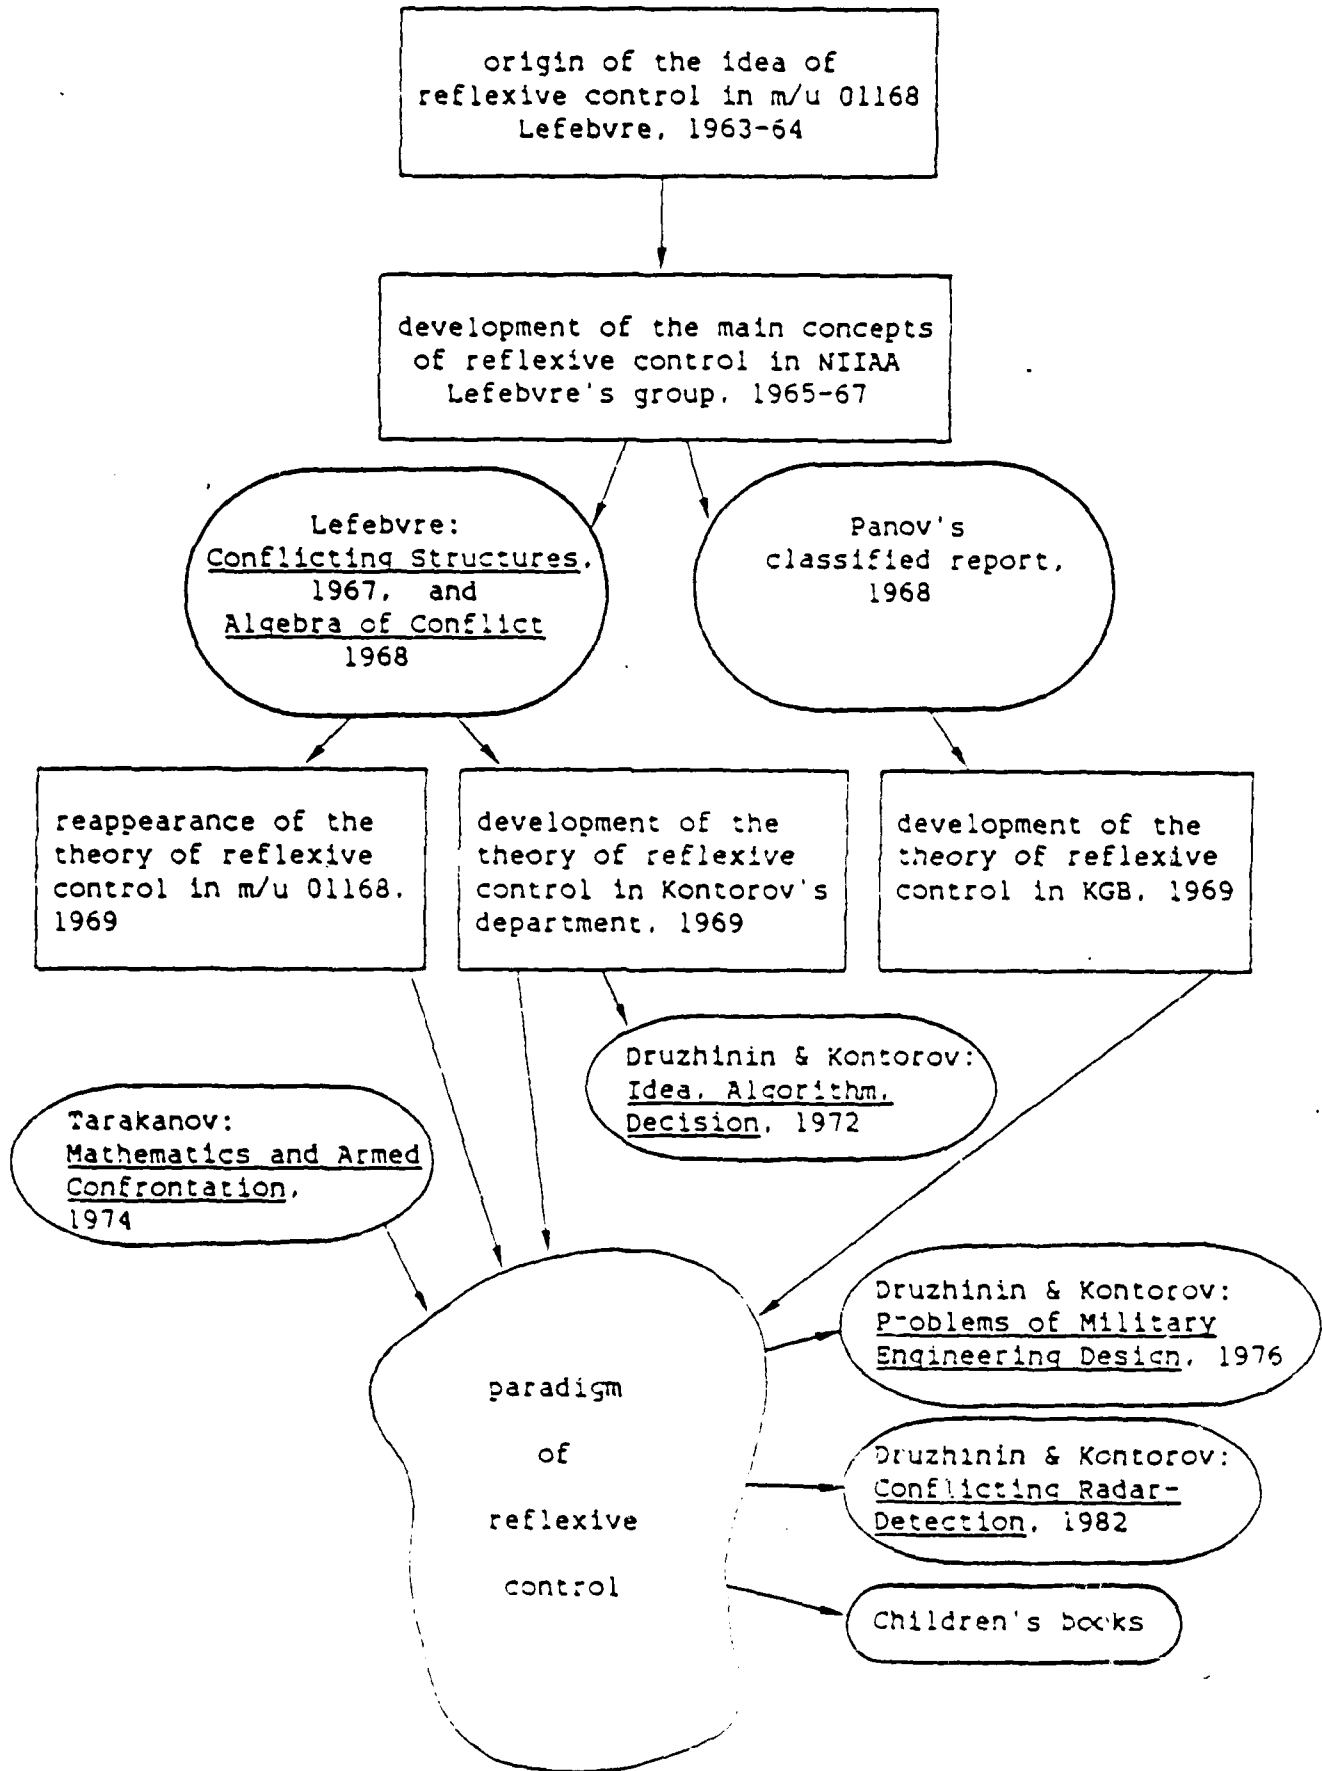 origin of the idea of
reflexive control in m/u 01168
Lefebvre, 1963-64
development of the main concepts
of reflexive control in NIIAA
Lefebvre's group, 1965-67
Lefebvre:
Conflicting Structures,
1967, and
Algebra of Conflict
1968
Panov's
classified report,
1968
reappearance of the
theory of reflexive
control in m/u 01168,
1969
development of the
theory of reflexive
control in Kontorov's
department, 1969
development of the
theory of reflexive
control in KGB, 1969
Druzhinin & Kontorov:
Idea, Algorithm,
Decision, 1972
Tarakanov:
Mathematics and Armed
Confrontation,
1974
paradigm
of
reflexive
control
Druzhinin & Kontorov:
Problems of Military
Engineering Design, 1976
Druzhinin & Kontorov:
Conflicting Radar-
Detection, 1982
Children's books